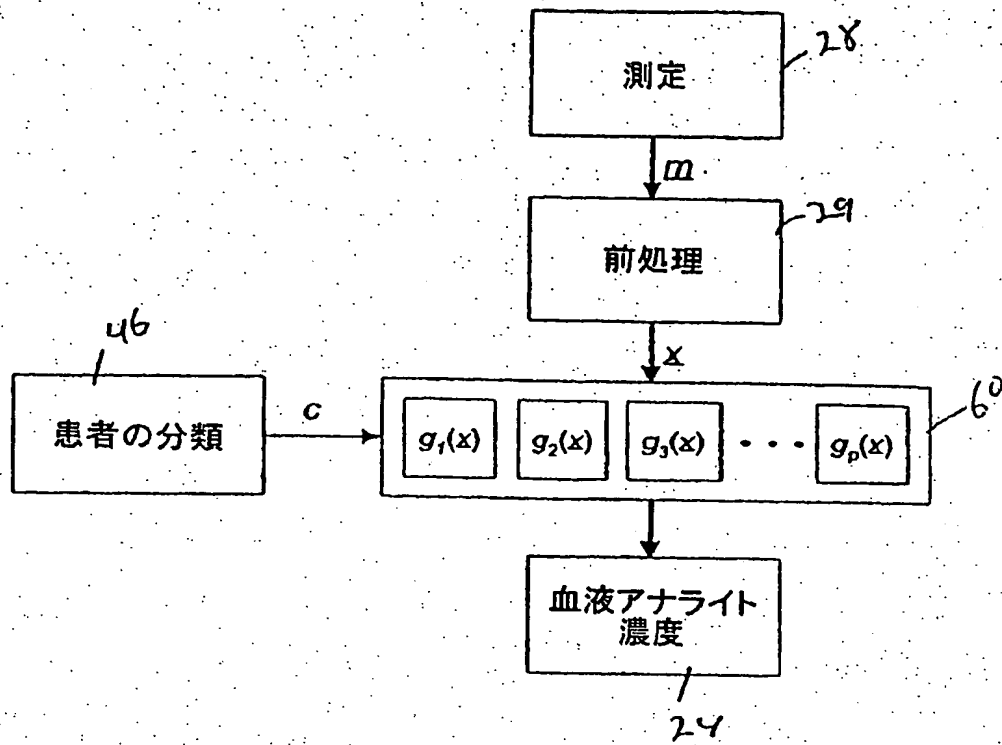 測定
28
m
前処理
29
x
46
患者の分類
c
g₁(x) g₂(x) g₃(x) ・・・ gₚ(x)
60
血液アナライト
濃度
24